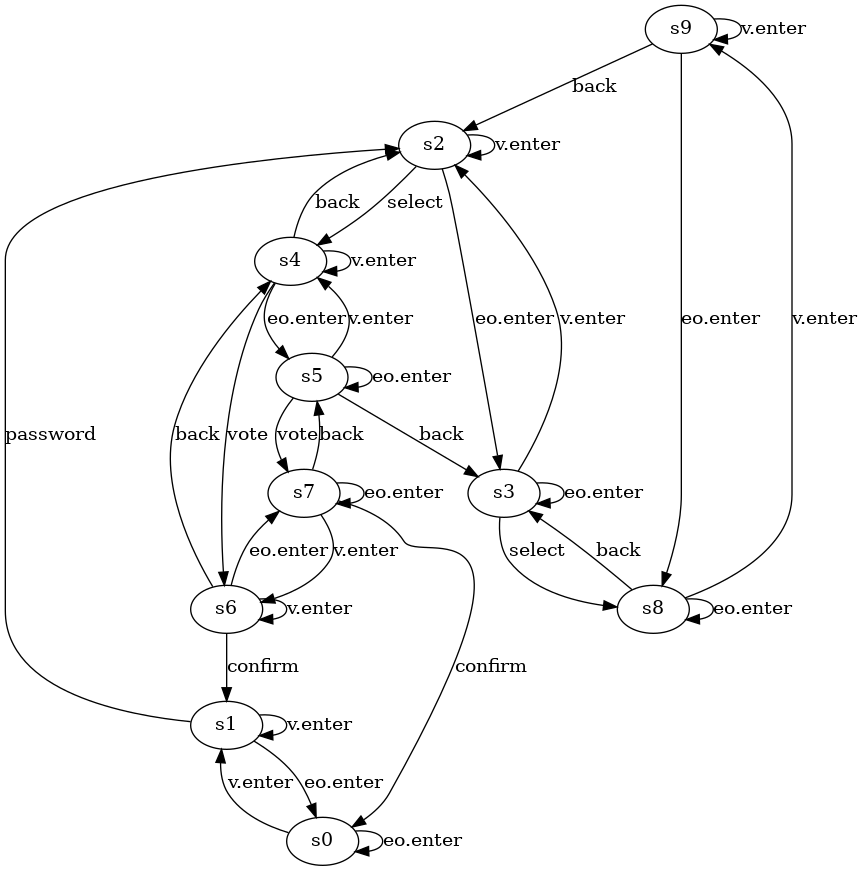 s9
v.enter
back
s2
v.enter
back
select
s4
v.enter
eo.enter
v.enter
eo.enter
v.enter
eo.enter
v.enter
s5
eo.enter
password
back
vote
vote
back
back
s7
eo.enter
s3
eo.enter
eo.enter
v.enter
select
back
s6
v.enter
s8
eo.enter
confirm
confirm
s1
v.enter
v.enter
eo.enter
s0
eo.enter